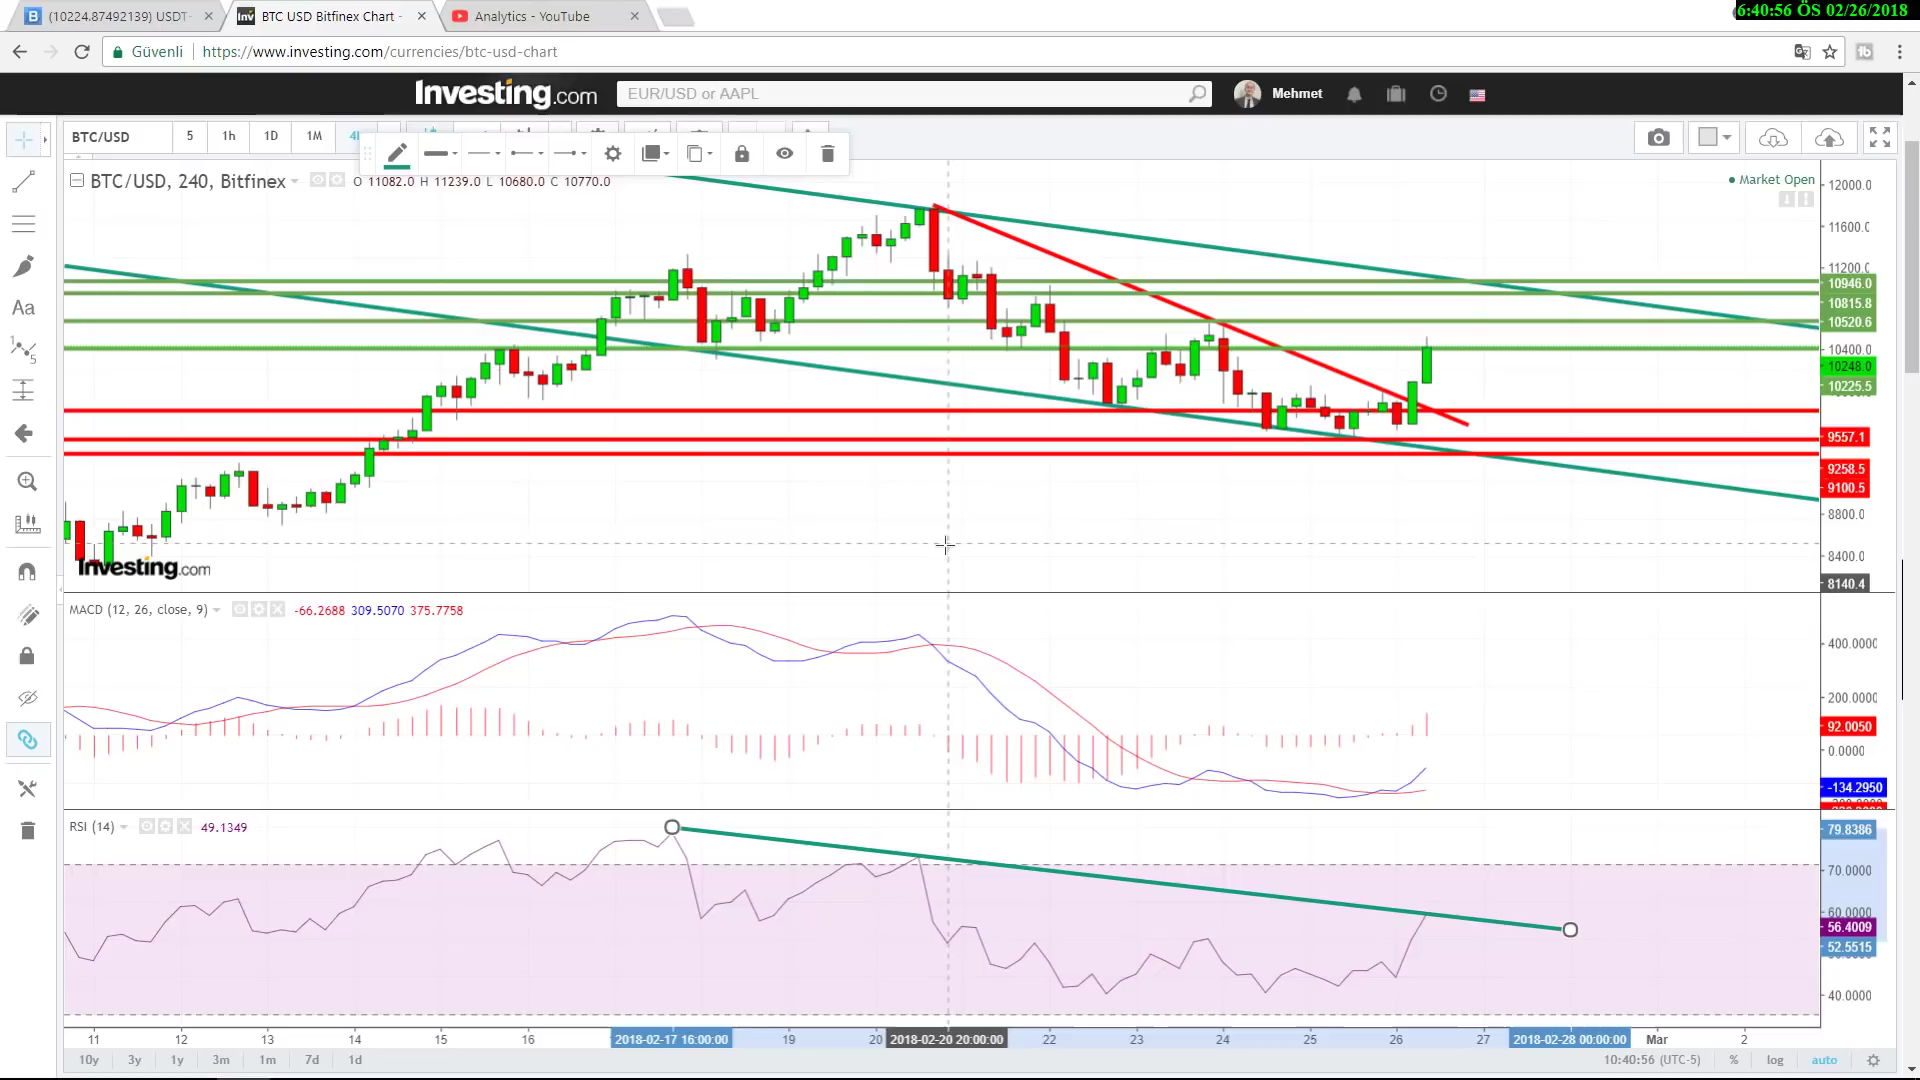 6:40:56 ÖS 02/26/2018
(10224.87492139) USDT
BTC USD Bitfinex Chart -
Analytics - YouTube
Güvenli
https://www.investing.com/currencies/btc-usd-chart
Investing.com
EUR/USD or AAPL
Mehmet
BTC/USD
5
1h
1D
1M
BTC/USD, 240, Bitfinex
O 11082.0 H 11239.0 L 10680.0 C 10770.0
Market Open
12000.0
11600.0
11200.0
10946.0
10815.8
10520.6
10400.0
10248.0
10225.5
9557.1
9258.5
9100.5
8800.0
8400.0
8140.4
Aa
Investing.com
MACD (12, 26, close, 9)
-66.2688 309.5070 375.7758
400.0000
200.0000
92.0050
0.0000
-134.2950
RSI (14)
49.1349
79.8386
70.0000
60.0000
56.4009
52.5515
40.0000
11
12
13
14
15
16
2018-02-17 16:00:00
19
20
2018-02-20 20:00:00
22
23
24
25
26
27
2018-02-28 00:00:00
Mar
2
10y
3y
1y
3m
1m
7d
1d
10:40:56 (UTC-5)
%
log
auto